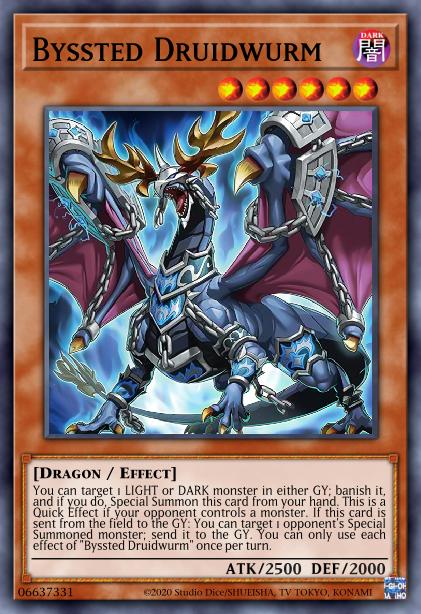 Byssted Druidwurm
DARK
闇
[Dragon / Effect]
You can target 1 LIGHT or DARK monster in either GY; banish it,
and if you do, Special Summon this card from your hand. This is a
Quick Effect if your opponent controls a monster. If this card is
sent from the field to the GY: You can target 1 opponent's Special
Summoned monster; send it to the GY. You can only use each
effect of "Byssted Druidwurm" once per turn.
ATK/2500 DEF/2000
06637331
©2020 Studio Dice/SHUEISHA, TV TOKYO, KONAMI